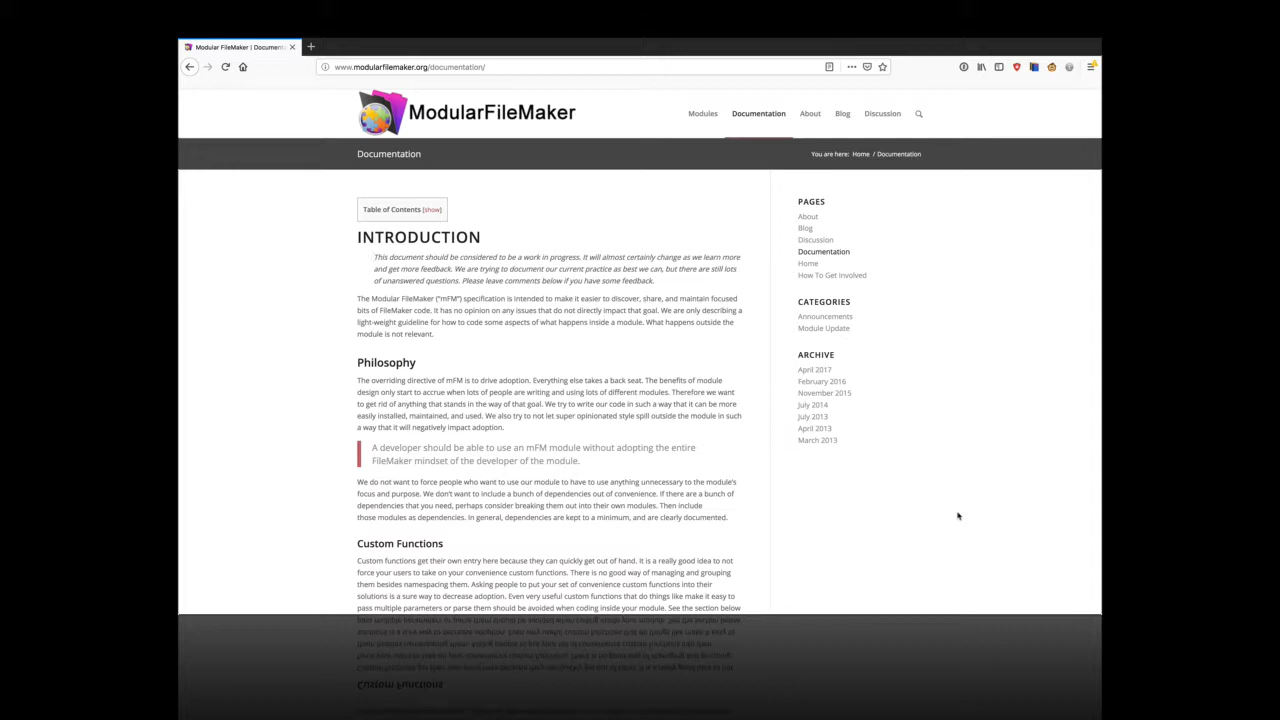 Modular FileMaker | Document
www.modularfilemaker.org/documentation/
ModularFileMaker
Modules Documentation About Blog Discussion
Documentation
You are here: Home / Documentation
Table of Contents [show]
INTRODUCTION
This document should be considered to be a work in progress. It will almost certainly change as we learn more
and get more feedback. We are trying to document our current practice as best we can, but there are still lots
of unanswered questions. Please leave comments below if you have some feedback.
The Modular FileMaker (“mFM”) specification is intended to make it easier to discover, share, and maintain focused
bits of FileMaker code. It has no opinion on any issues that do not directly impact that goal. We are only describing a
light-weight guideline for how to code some aspects of what happens inside a module. What happens outside the
module is not relevant.
Philosophy
The overriding directive of mFM is to drive adoption. Everything else takes a back seat. The benefits of module
design only start to accrue when lots of people are writing and using lots of different modules. Therefore we want
to get rid of anything that stands in the way of that goal. We try to write our code in such a way that it can be more
easily installed, maintained, and used. We also try to not let super opinionated style spill outside the module in such
a way that it will negatively impact adoption.
A developer should be able to use an mFM module without adopting the entire
FileMaker mindset of the developer of the module.
We do not want to force people who want to use our module to have to use anything unnecessary to the module’s
focus and purpose. We don’t want to include a bunch of dependencies out of convenience. If there are a bunch of
dependencies that you need, perhaps consider breaking them out into their own modules. Then include
those modules as dependencies. In general, dependencies are kept to a minimum, and are clearly documented.
Custom Functions
Custom functions get their own entry here because they can quickly get out of hand. It is a really good idea to not
force your users to take on your convenience custom functions. There is no good way of managing and grouping
them besides namespacing them. Asking people to put your set of convenience custom functions into their
solutions is a sure way to decrease adoption. Even very useful custom functions that do things like make it easy to
pass multiple parameters or parse them should be avoided when coding inside your module. See the section below
PAGES
About
Blog
Discussion
Documentation
Home
How To Get Involved
CATEGORIES
Announcements
Module Update
ARCHIVE
April 2017
February 2016
November 2015
July 2014
July 2013
April 2013
March 2013